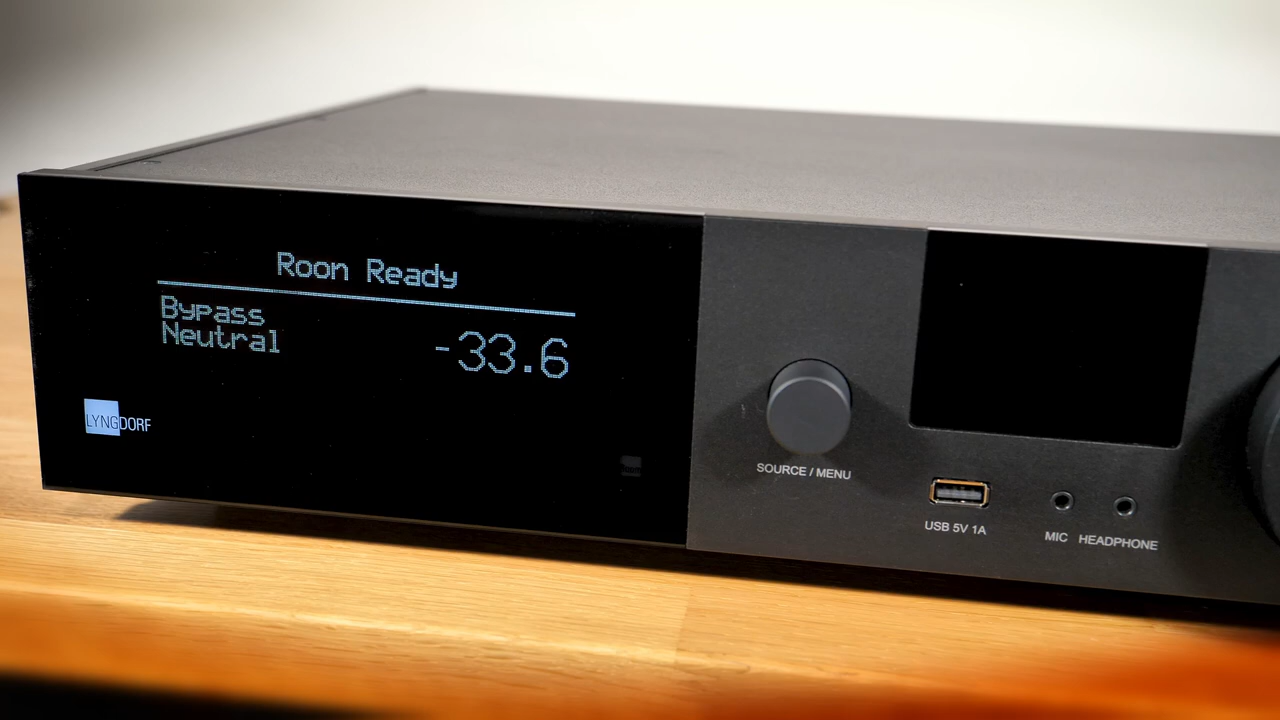 Roon Ready
Bypass
Neutral
-33.6
LYNGDORF
SOURCE / MENU
USB 5V 1A
MIC
HEADPHONE